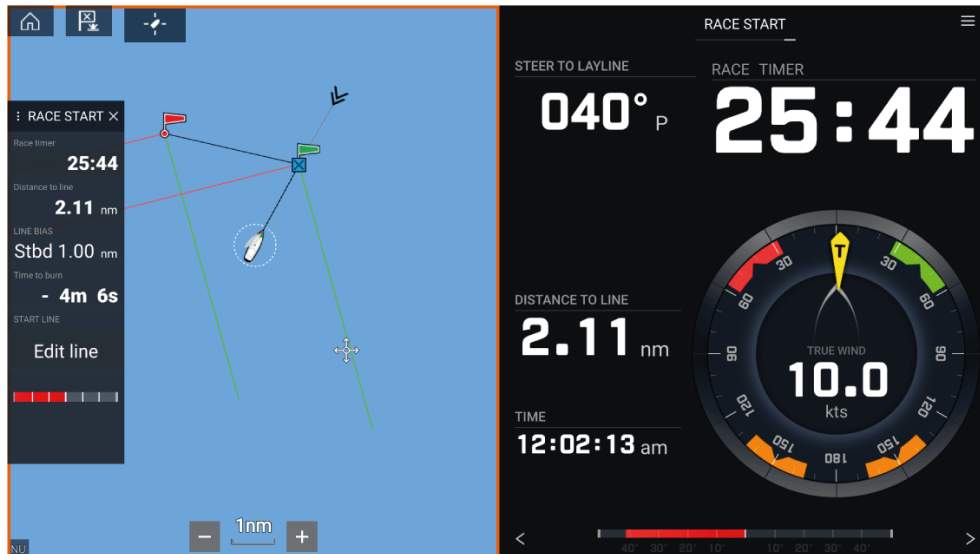 RACE START
Race timer
25:44
Distance to line
2.11 nm
LINE BIAS
Stbd 1.00 nm
Time to burn
- 4m 6s
START LINE
Edit line
1nm
NU
RACE START
STEER TO LAYLINE
040° P
RACE TIMER
25:44
DISTANCE TO LINE
2.11 nm
TIME
12:02:13 am
T
30 30
60 60
90 90
120 120
150 150
180
TRUE WIND
10.0
kts
40° 30° 20° 10° 10° 20° 30° 40°